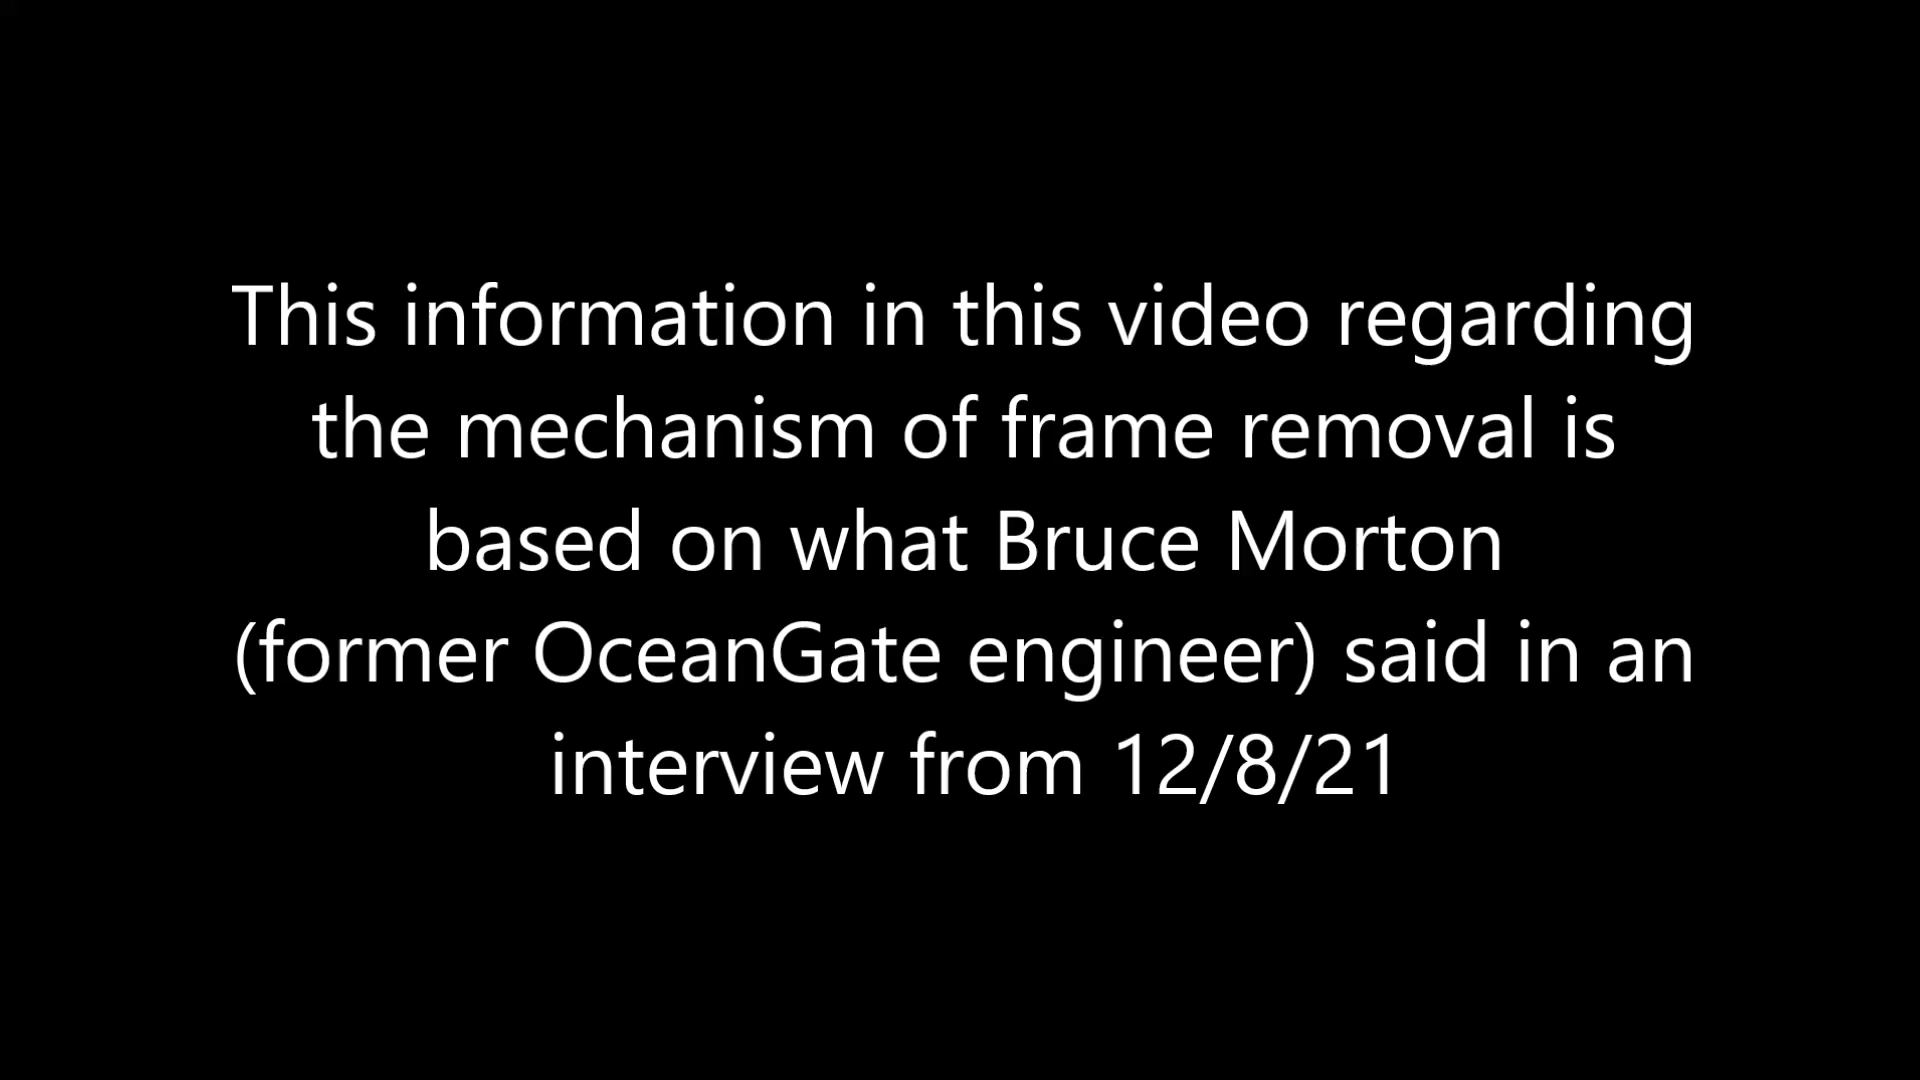 This information in this video regarding
the mechanism of frame removal is
based on what Bruce Morton
(former OceanGate engineer) said in an
interview from 12/8/21